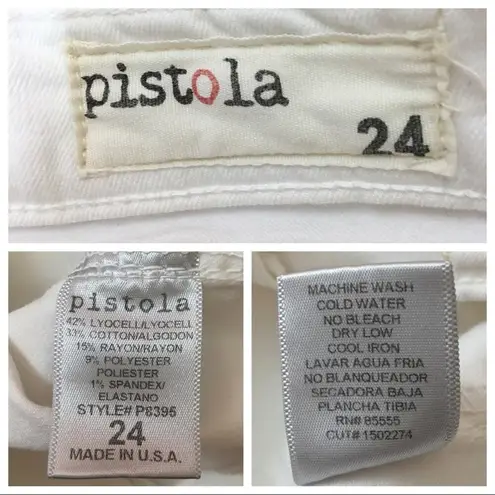 pistola
24
pistola
42% LYOCELL/LYOCELL
33% COTTON/ALGODON
15% RAYON/RAYON
9% POLYESTER
POLIESTER
1% SPANDEX/
ELASTANO
STYLE# P8395
24
MADE IN U.S.A.
MACHINE WASH
COLD WATER
NO BLEACH
DRY LOW
COOL IRON
LAVAR AGUA FRIA
NO BLANQUEADOR
SECADORA BAJA
PLANCHA TIBIA
RN# 85555
CUT# 1502274